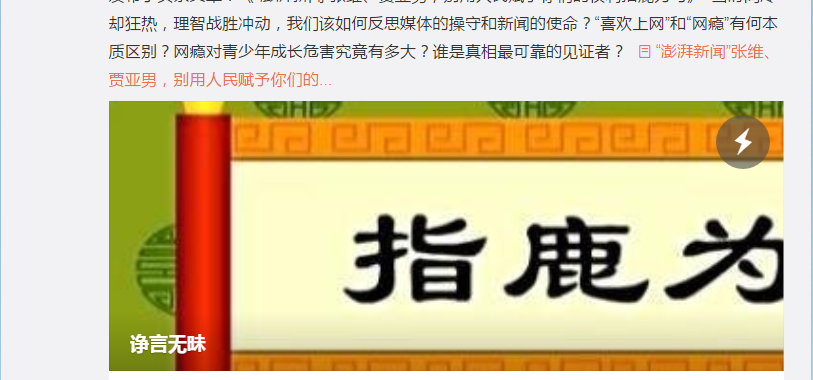 却狂热，理智战胜冲动，我们该如何反思媒体的操守和新闻的使命？“喜欢上网”和“网瘾”有何本
质区别？网瘾对青少年成长危害究竟有多大？谁是真相最可靠的见证者？ “澎湃新闻”张维、
贾亚男，别用人民赋予你们的...
指鹿为
诤言无昧